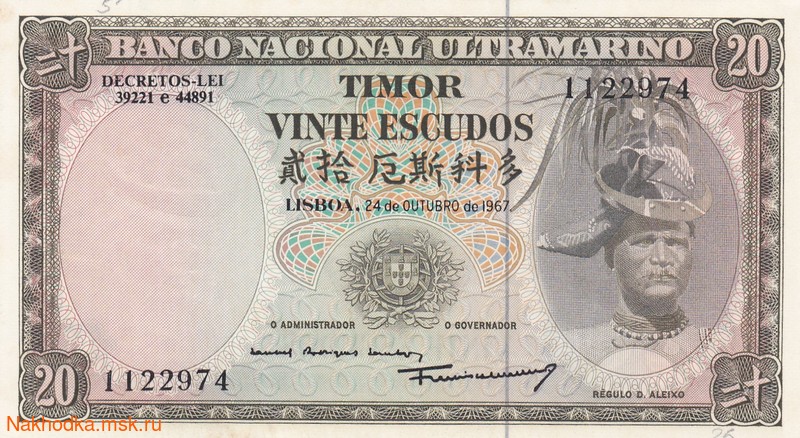 BANCO NACIONAL ULTRAMARINO
二十
20
DECRETOS-LEI
39221 e 44891
TIMOR
1122974
VINTE ESCUDOS
貳拾 厄斯科多
LISBOA, 24 de OUTUBRO de 1967
O ADMINISTRADOR
O GOVERNADOR
20
1122974
RÉGULO D. ALEIXO
二十
Nakhodka.msk.ru